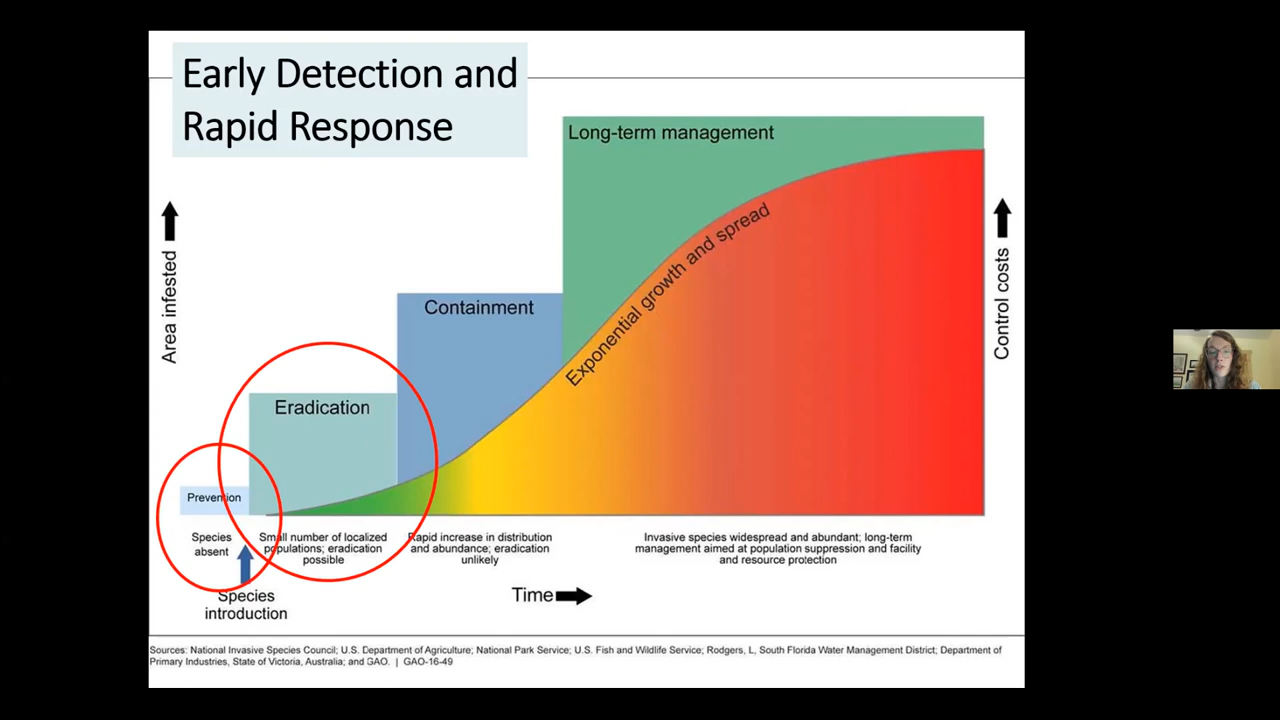 Early Detection and
Rapid Response
Long-term management
Exponential growth and spread
Area infested
Control costs
Containment
Eradication
Prevention
Species
absent
Small number of localized
populations; eradication
possible
Rapid increase in distribution
and abundance; eradication
unlikely
Invasive species widespread and abundant; long-term
management aimed at population suppression and facility
and resource protection
Species
introduction
Time
Sources: National Invasive Species Council; U.S. Department of Agriculture; National Park Service; U.S. Fish and Wildlife Service; Rodgers, L, South Florida Water Management District; Department of
Primary Industries, State of Victoria, Australia; and GAO. | GAO-16-49